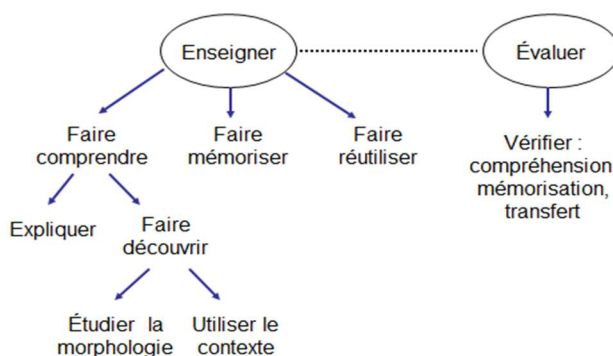 Enseigner
Évaluer
Faire
comprendre
Faire
mémoriser
Faire
réutiliser
Vérifier :
compréhension
mémorisation,
transfert
Expliquer
Faire
découvrir
Étudier la
morphologie
Utiliser le
contexte